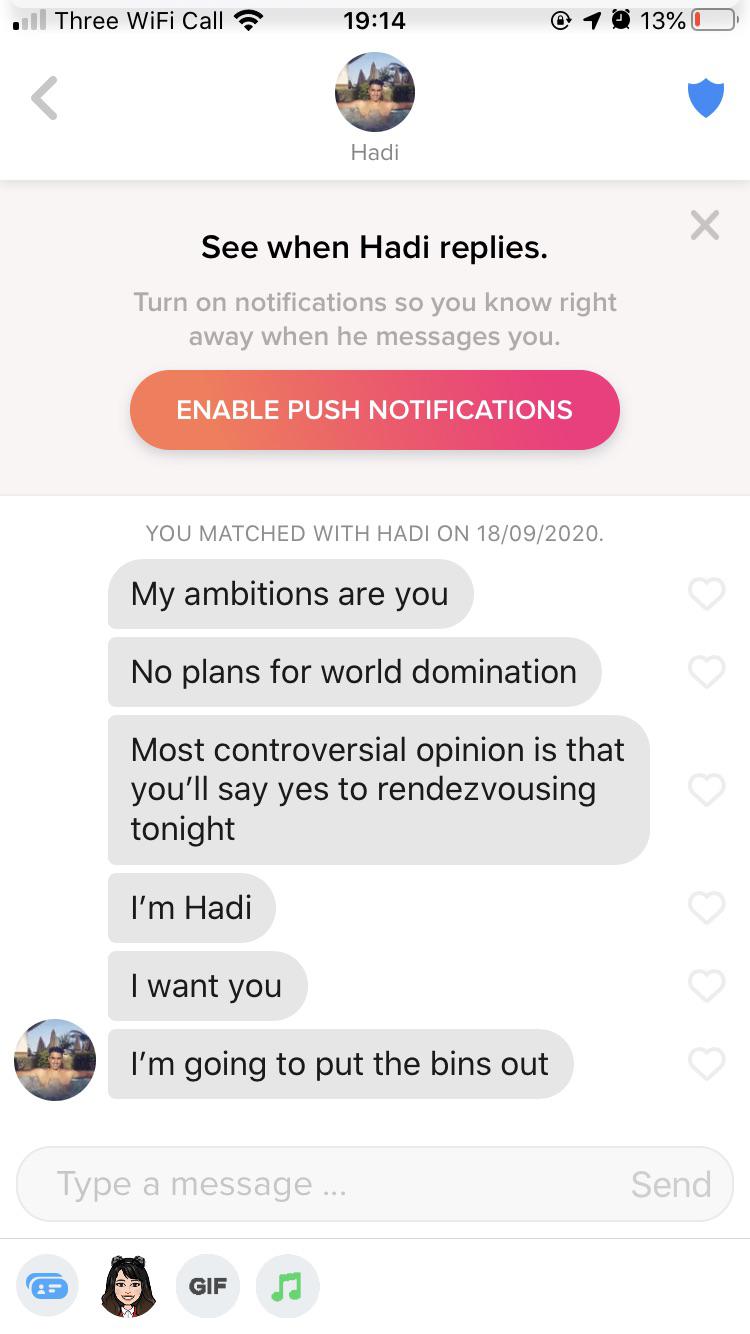 Three WiFi Call 19:14 13%
Hadi
See when Hadi replies.
Turn on notifications so you know right
away when he messages you.
ENABLE PUSH NOTIFICATIONS
YOU MATCHED WITH HADI ON 18/09/2020.
My ambitions are you
No plans for world domination
Most controversial opinion is that
you’ll say yes to rendezvousing
tonight
I’m Hadi
I want you
I’m going to put the bins out
Type a message ... Send
GIF